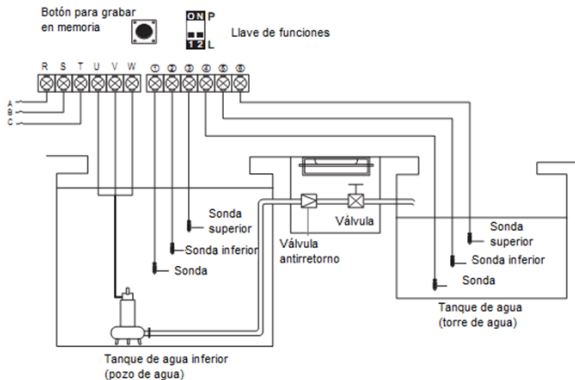 Botón para grabar
en memoria
ON P
1 2 L
Llave de funciones
R S T U V W ① ② ③ ④ ⑤ ⑥
A
B
C
Sonda
superior
Sonda inferior
Sonda
Válvula
Válvula
antirretorno
Sonda
superior
Sonda inferior
Sonda
Tanque de agua
(torre de agua)
Tanque de agua inferior
(pozo de agua)